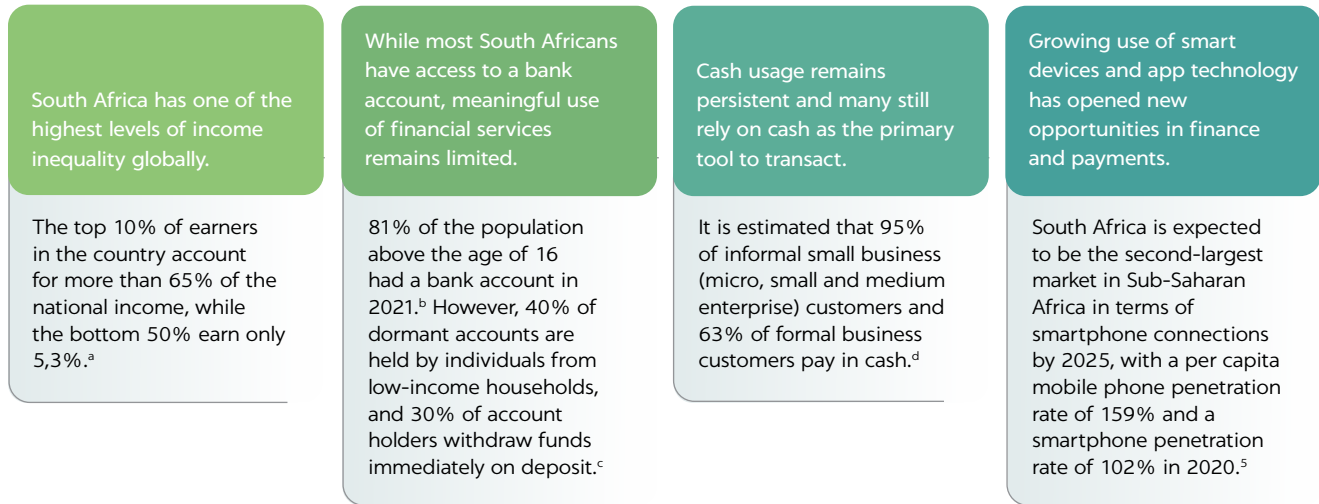 South Africa has one of the
highest levels of income
inequality globally.
The top 10% of earners
in the country account
for more than 65% of the
national income, while
the bottom 50% earn only
5,3%.ᵃ
While most South Africans
have access to a bank
account, meaningful use
of financial services
remains limited.
81% of the population
above the age of 16
had a bank account in
2021.ᵇ However, 40% of
dormant accounts are
held by individuals from
low-income households,
and 30% of account
holders withdraw funds
immediately on deposit.ᶜ
Cash usage remains
persistent and many still
rely on cash as the primary
tool to transact.
It is estimated that 95%
of informal small business
(micro, small and medium
enterprise) customers and
63% of formal business
customers pay in cash.ᵈ
Growing use of smart
devices and app technology
has opened new
opportunities in finance
and payments.
South Africa is expected
to be the second-largest
market in Sub-Saharan
Africa in terms of
smartphone connections
by 2025, with a per capita
mobile phone penetration
rate of 159% and a
smartphone penetration
rate of 102% in 2020.⁵